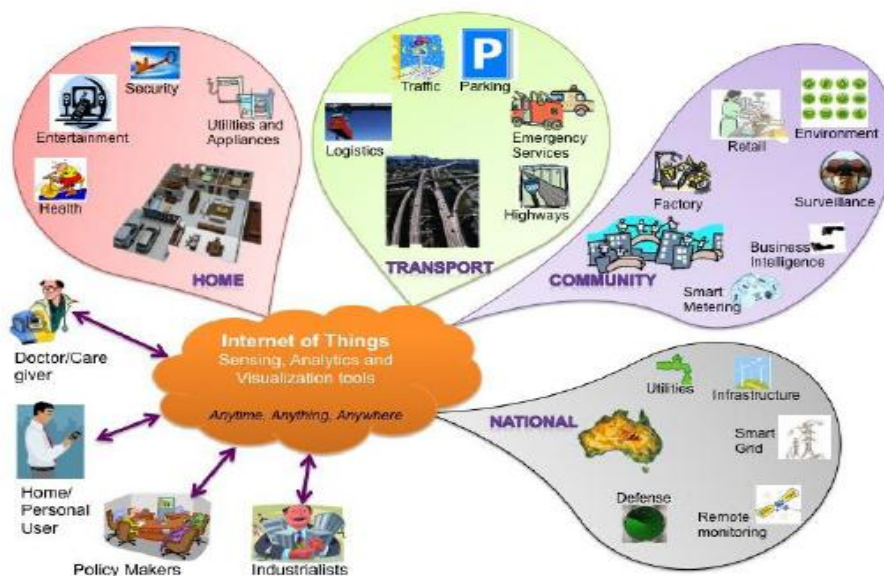 Security
Entertainment
Utilities and
Appliances
Health
HOME
Traffic
P
Parking
Logistics
Emergency
Services
Highways
TRANSPORT
Retail
Environment
Factory
Surveillance
Business
Intelligence
COMMUNITY
Smart
Metering
Internet of Things
Sensing, Analytics and
Visualization tools
Anytime, Anything, Anywhere
Doctor/Care
giver
Home/
Personal
User
Policy Makers
Industrialists
NATIONAL
Utilities
Infrastructure
Smart
Grid
Defense
Remote
monitoring